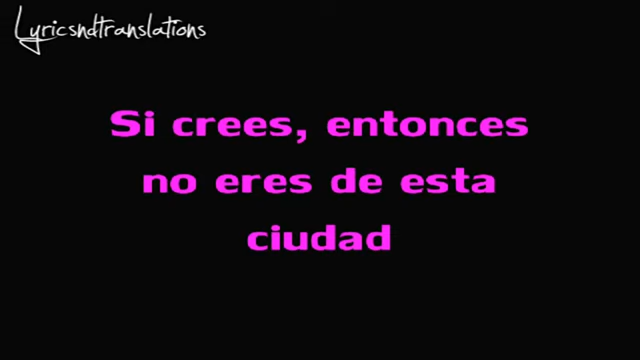 Lyricsndtranslations
Si crees, entonces
no eres de esta
ciudad